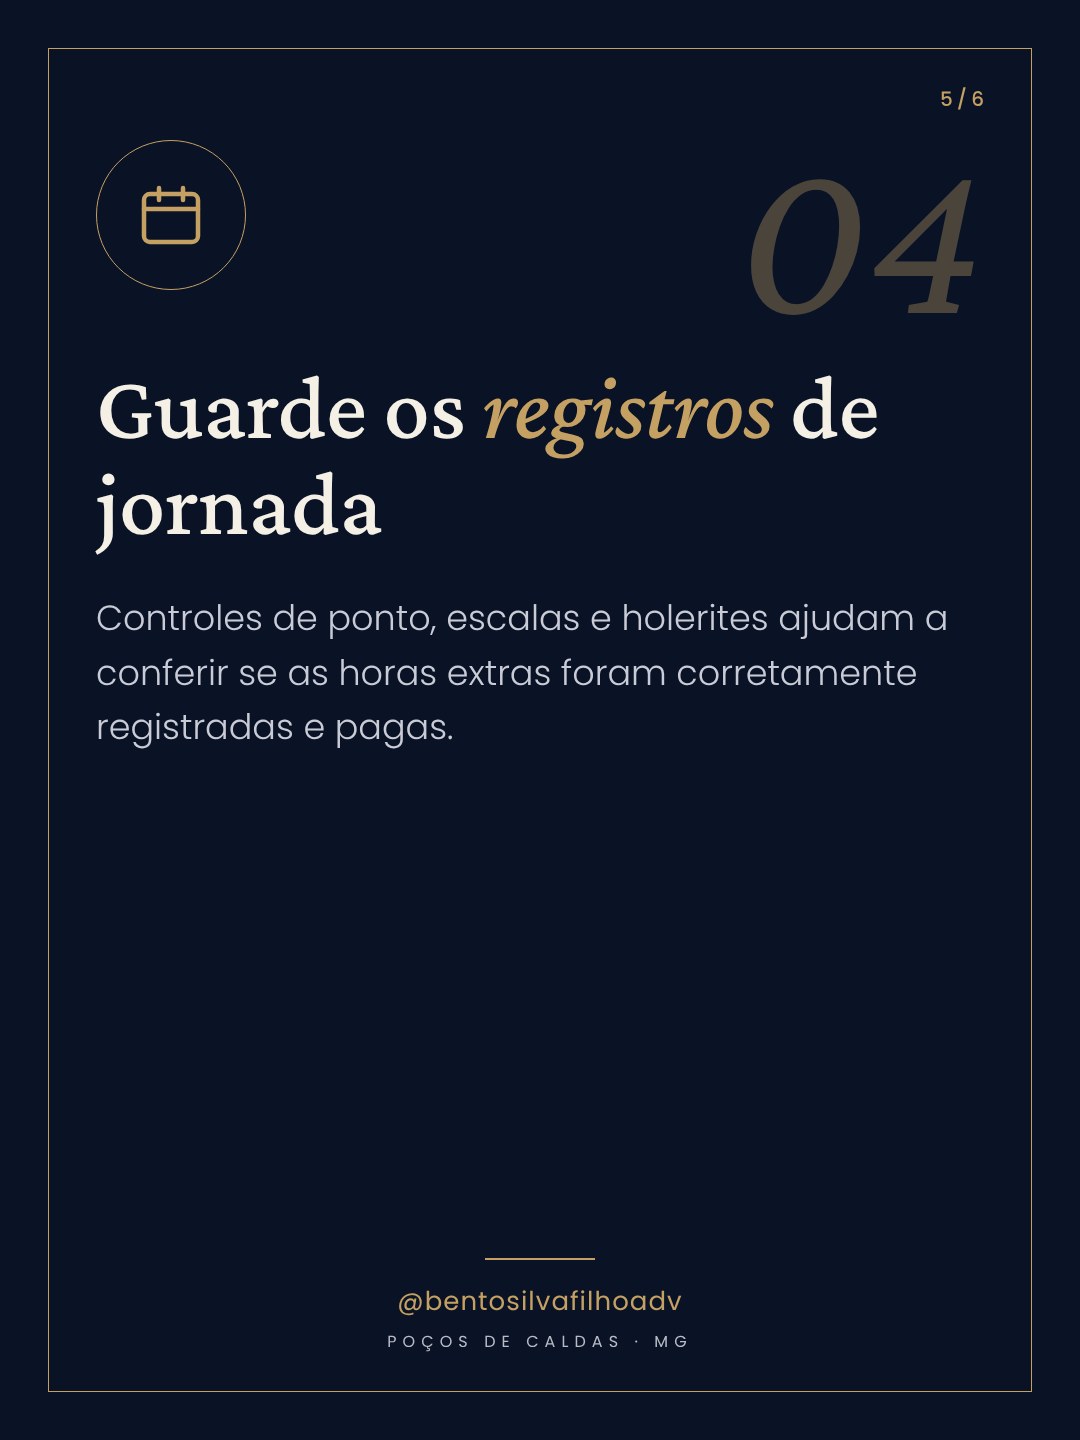 5 / 6
04
Guarde os registros de
jornada
Controles de ponto, escalas e holerites ajudam a
conferir se as horas extras foram corretamente
registradas e pagas.
@bentosilvafilhoadv
POÇOS DE CALDAS · MG